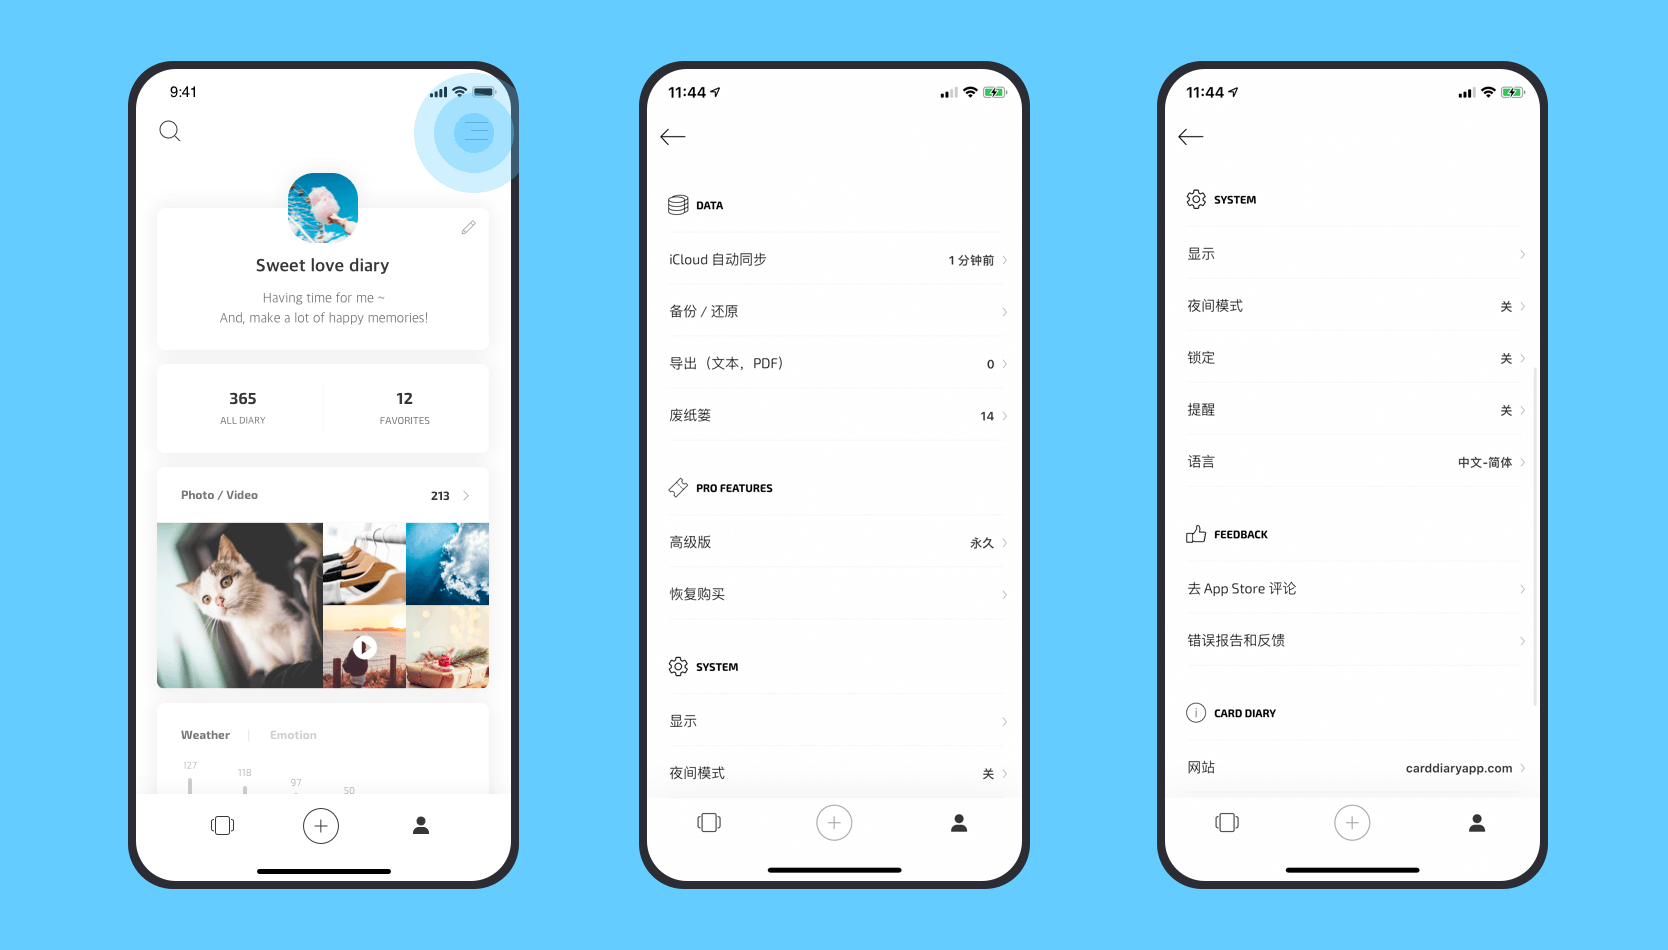 9:41
Sweet love diary
Having time for me ~
And, make a lot of happy memories!
365
ALL DIARY
12
FAVORITES
Photo / Video
213
Weather
Emotion
127
118
97
50
11:44
DATA
iCloud 自动同步
1 分钟前
备份 / 还原
导出（文本，PDF）
0
废纸篓
14
PRO FEATURES
高级版
永久
恢复购买
SYSTEM
显示
夜间模式
关
11:44
SYSTEM
显示
夜间模式
关
锁定
关
提醒
关
语言
中文-简体
FEEDBACK
去 App Store 评论
错误报告和反馈
CARD DIARY
网站
carddiaryapp.com